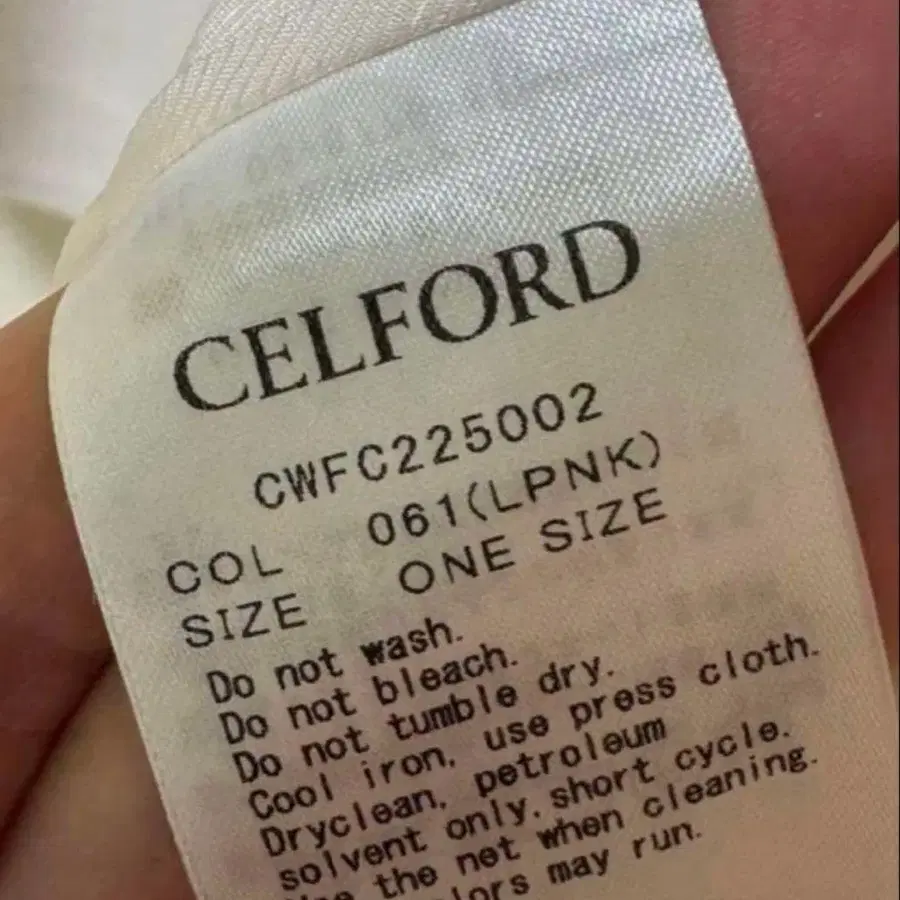 CELFORD
CWFC225002
COL 061(LPNK)
SIZE ONE SIZE
Do not wash.
Do not bleach.
Do not tumble dry.
Cool iron, use press cloth.
Dryclean, petroleum
solvent only, short cycle.
the net when cleaning.
may run.